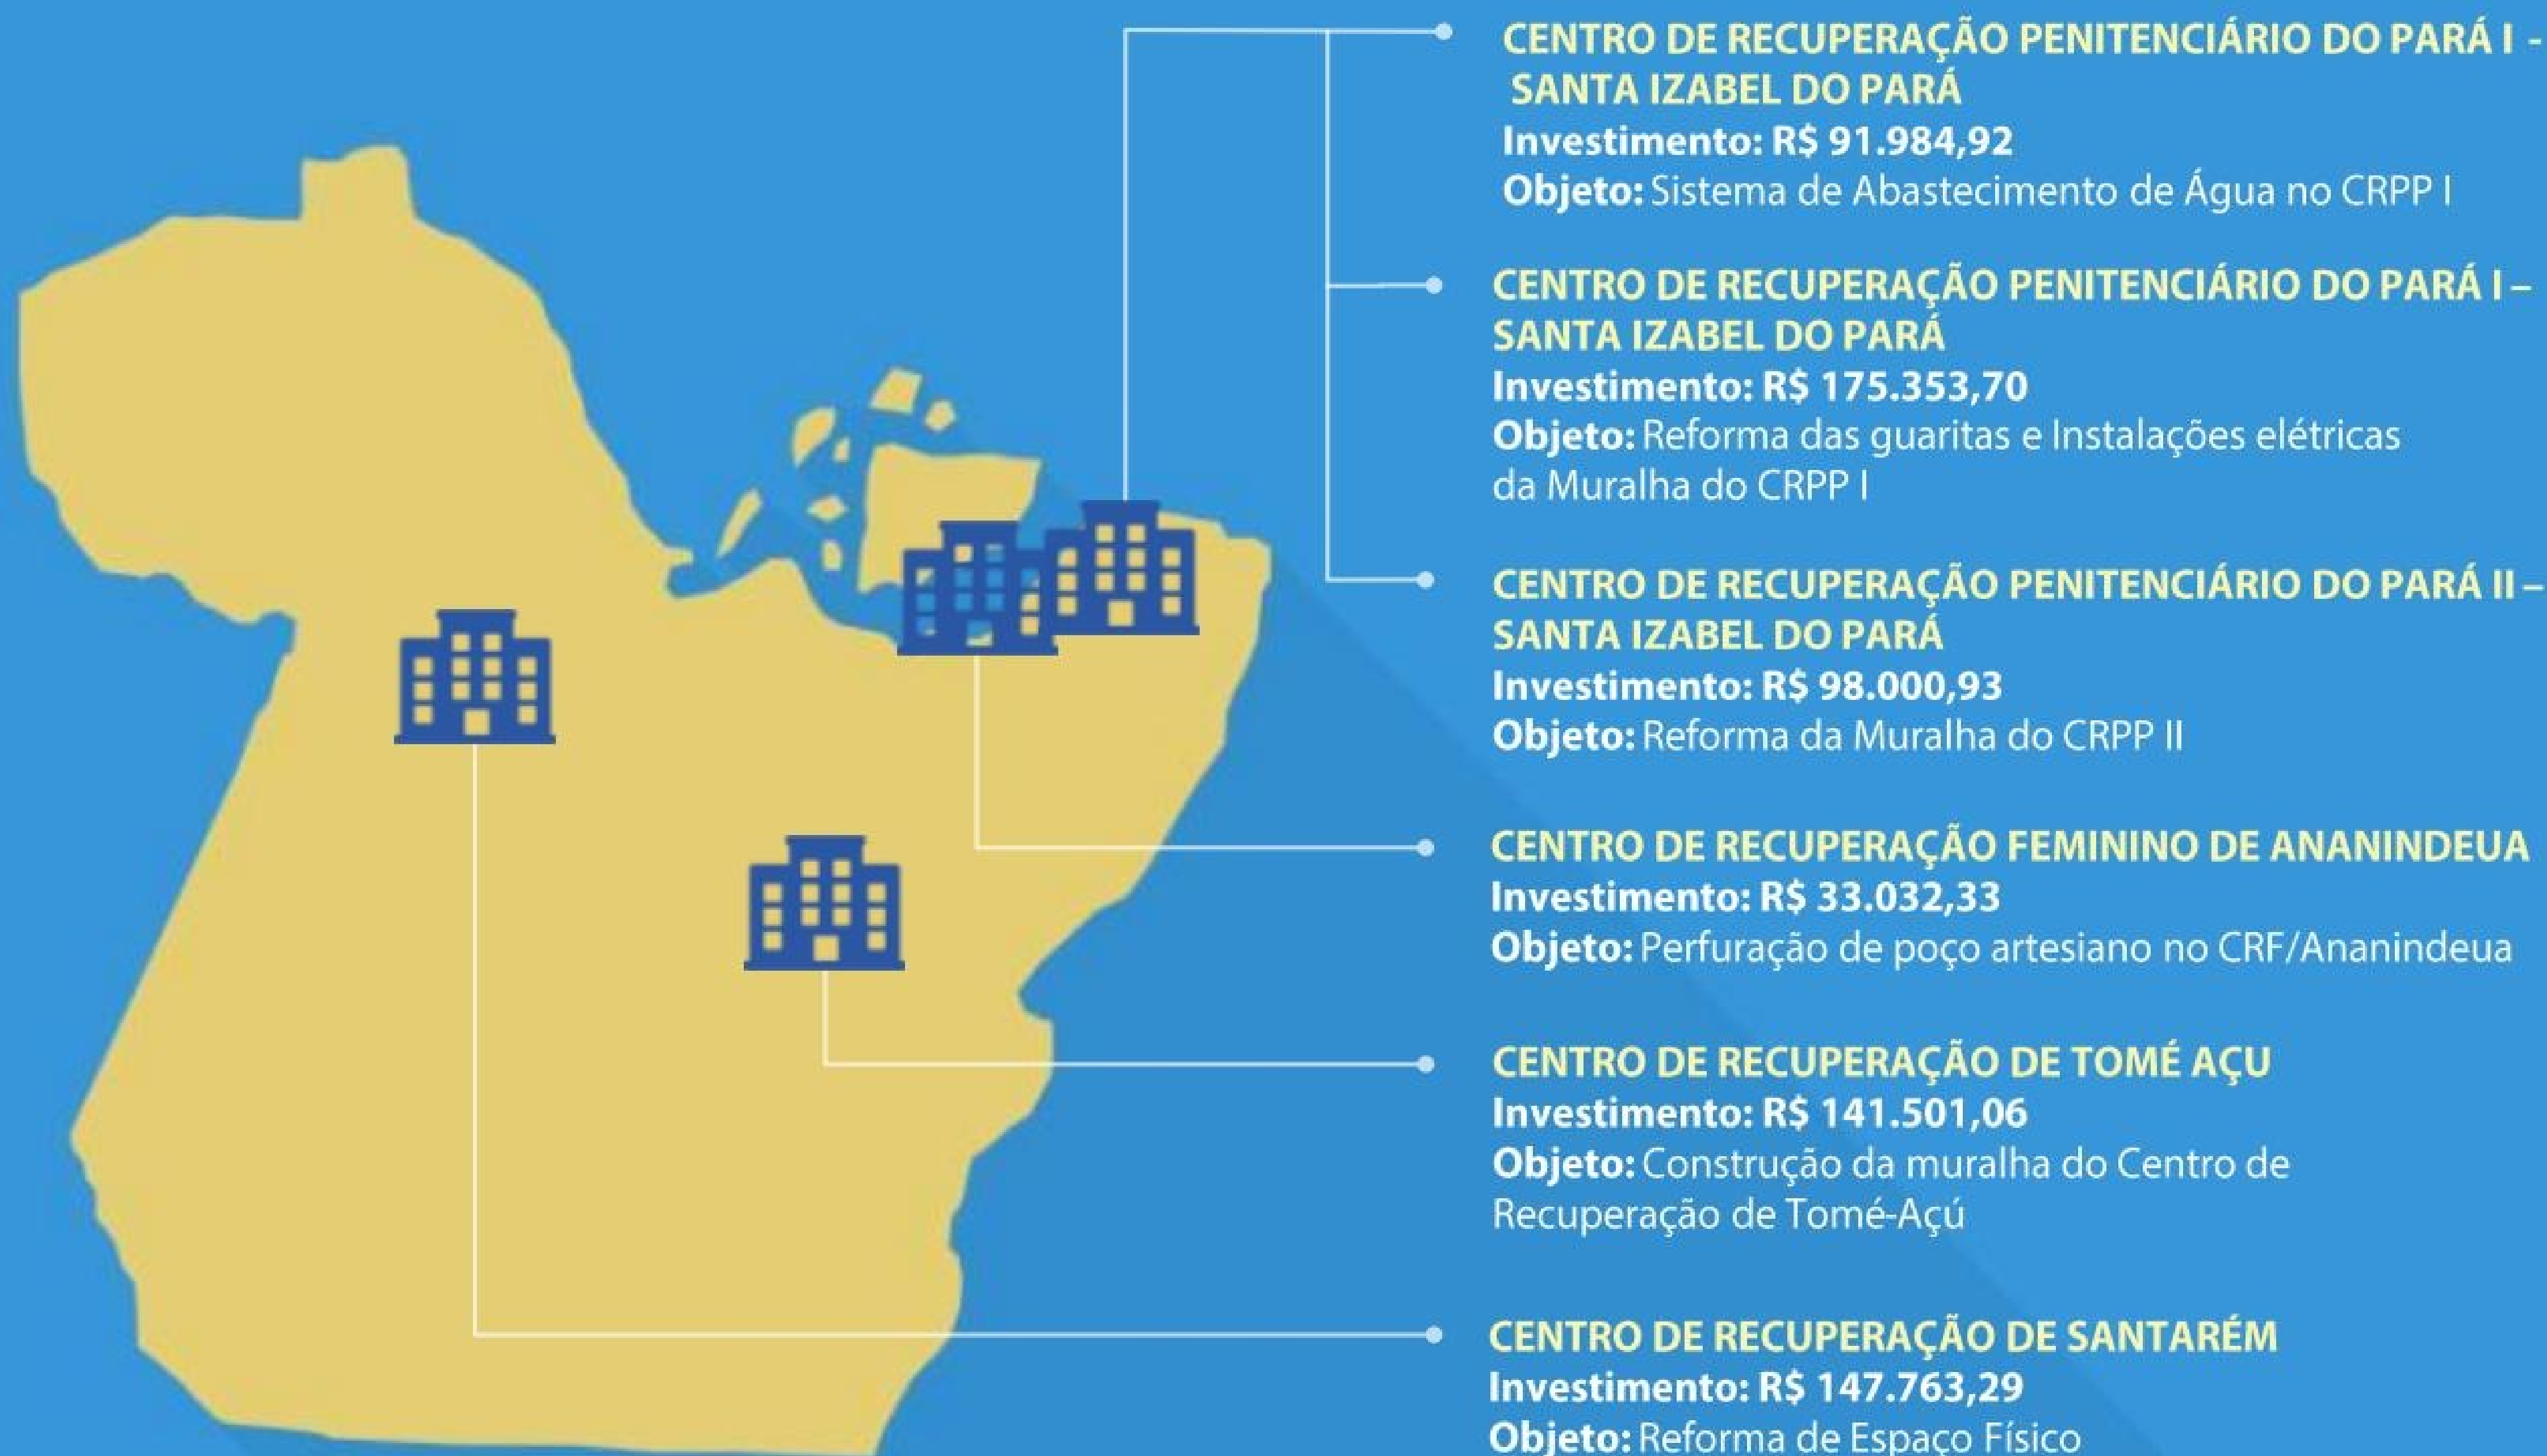 CENTRO DE RECUPERAÇÃO PENITENCIÁRIO DO PARÁ I -
SANTA IZABEL DO PARÁ
Investimento: R$ 91.984,92
Objeto: Sistema de Abastecimento de Água no CRPP I
CENTRO DE RECUPERAÇÃO PENITENCIÁRIO DO PARÁ I –
SANTA IZABEL DO PARÁ
Investimento: R$ 175.353,70
Objeto: Reforma das guaritas e Instalações elétricas
da Muralha do CRPP I
CENTRO DE RECUPERAÇÃO PENITENCIÁRIO DO PARÁ II –
SANTA IZABEL DO PARÁ
Investimento: R$ 98.000,93
Objeto: Reforma da Muralha do CRPP II
CENTRO DE RECUPERAÇÃO FEMININO DE ANANINDEUA
Investimento: R$ 33.032,33
Objeto: Perfuração de poço artesiano no CRF/Ananindeua
CENTRO DE RECUPERAÇÃO DE TOMÉ AÇU
Investimento: R$ 141.501,06
Objeto: Construção da muralha do Centro de
Recuperação de Tomé-Açú
CENTRO DE RECUPERAÇÃO DE SANTARÉM
Investimento: R$ 147.763,29
Objeto: Reforma de Espaço Físico